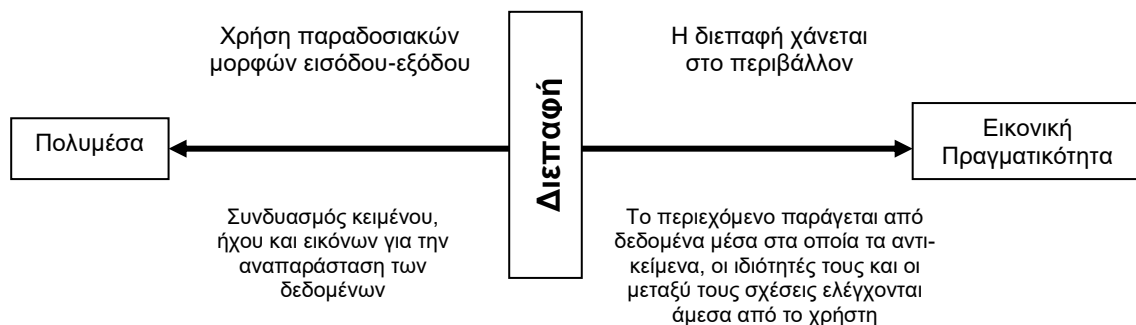 Χρήση παραδοσιακών
μορφών εισόδου-εξόδου
Η διεπαφή χάνεται
στο περιβάλλον
Πολυμέσα
Διεπαφή
Εικονική
Πραγματικότητα
Συνδυασμός κειμένου,
ήχου και εικόνων για την
αναπαράσταση των
δεδομένων
Το περιεχόμενο παράγεται από
δεδομένα μέσα στα οποία τα αντι-
κείμενα, οι ιδιότητές τους και οι
μεταξύ τους σχέσεις ελέγχονται
άμεσα από το χρήστη